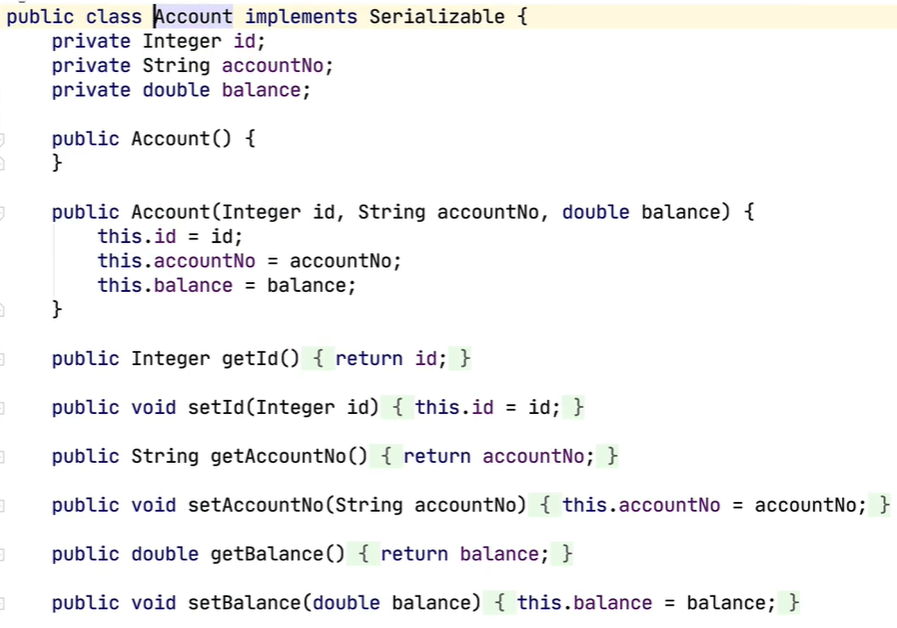 public class Account implements Serializable {
    private Integer id;
    private String accountNo;
    private double balance;
    public Account() {
    }
    public Account(Integer id, String accountNo, double balance) {
        this.id = id;
        this.accountNo = accountNo;
        this.balance = balance;
    }
    public Integer getId() { return id; }
    public void setId(Integer id) { this.id = id; }
    public String getAccountNo() { return accountNo; }
    public void setAccountNo(String accountNo) { this.accountNo = accountNo; }
    public double getBalance() { return balance; }
    public void setBalance(double balance) { this.balance = balance; }